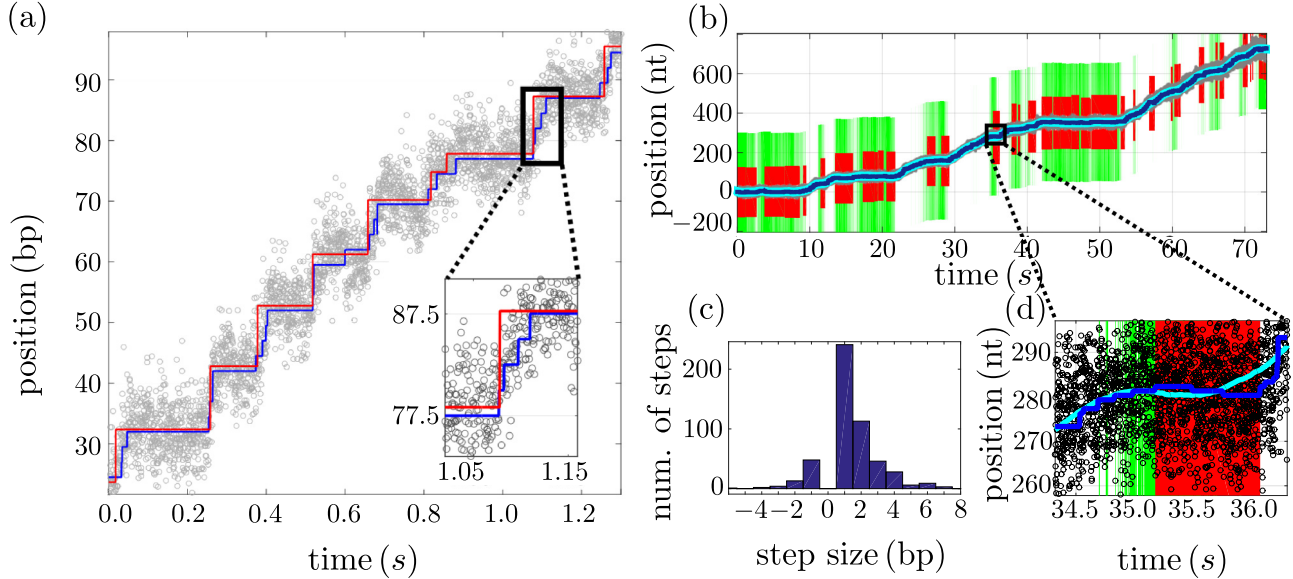 (a)
position (bp)
90
80
70
60
50
40
30
0.0 0.2 0.4 0.6 0.8 1.0 1.2
time (s)
87.5
77.5
1.05 1.15
(b)
position (nt)
600
400
200
0
−200
0 10 20 30 40 50 60 70
time (s)
(c)
num. of steps
200
100
0
−4 −2 0 2 4 6 8
step size (bp)
(d)
position (nt)
290
280
270
260
34.5 35.0 35.5 36.0
time (s)